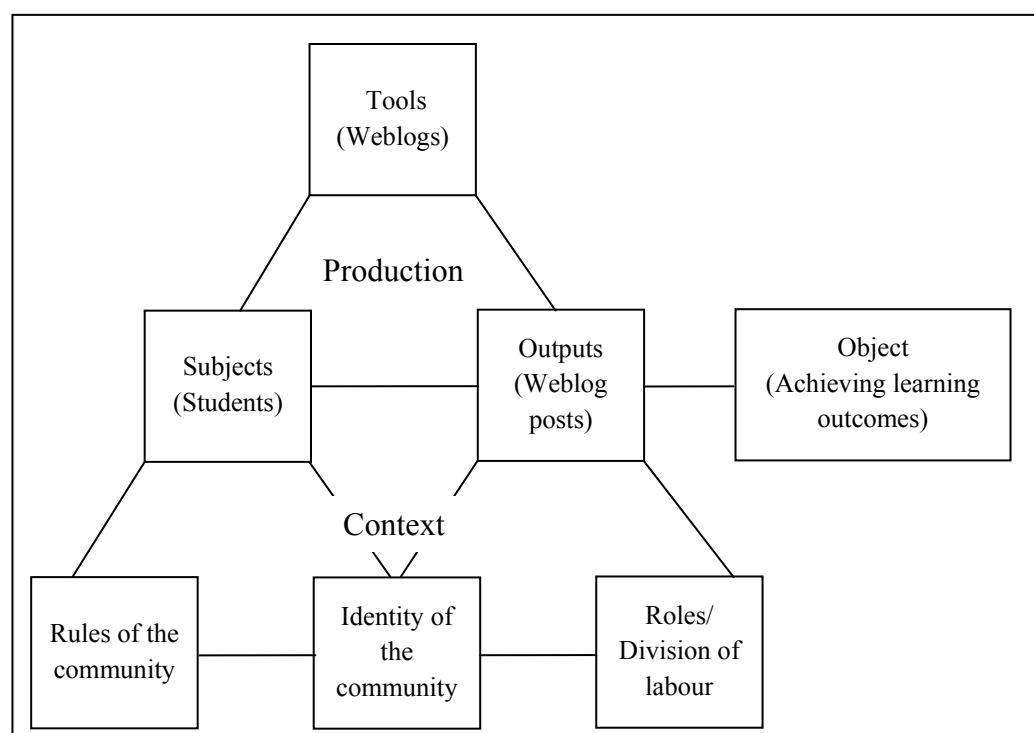 Tools
(Weblogs)
Production
Subjects
(Students)
Outputs
(Weblog
posts)
Object
(Achieving learning
outcomes)
Context
Rules of the
community
Identity of
the
community
Roles/
Division of
labour